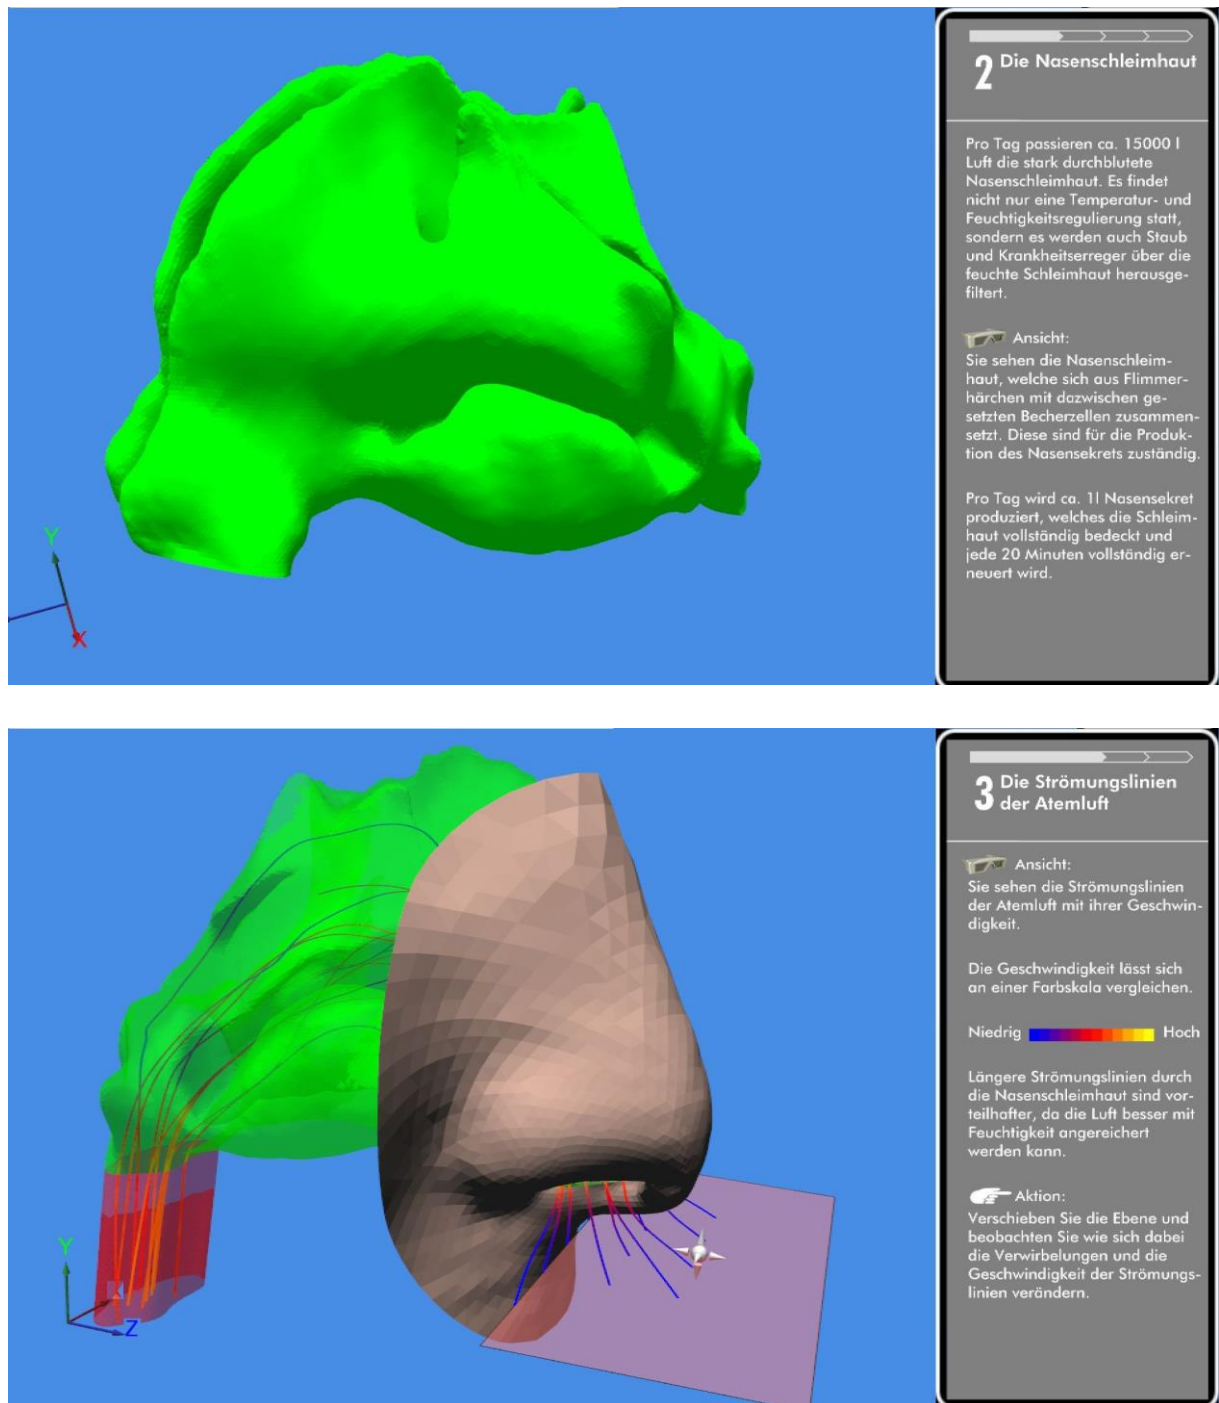 2 Die Nasenschleimhaut
Pro Tag passieren ca. 15000 l
Luft die stark durchblutete
Nasenschleimhaut. Es findet
nicht nur eine Temperatur- und
Feuchtigkeitsregulierung statt,
sondern es werden auch Staub
und Krankheitserreger über die
feuchte Schleimhaut herausge-
filtert.
Ansicht:
Sie sehen die Nasenschleim-
haut, welche sich aus Flimmer-
härchen mit dazwischen ge-
setzten Becherzellen zusammen-
setzt. Diese sind für die Produk-
tion des Nasensekrets zuständig.
Pro Tag wird ca. 1l Nasensekret
produziert, welches die Schleim-
haut vollständig bedeckt und
jede 20 Minuten vollständig er-
neuert wird.
Y
X
3 Die Strömungslinien
der Atemluft
Ansicht:
Sie sehen die Strömungslinien
der Atemluft mit ihrer Geschwin-
digkeit.
Die Geschwindigkeit lässt sich
an einer Farbskala vergleichen.
Niedrig Hoch
Längere Strömungslinien durch
die Nasenschleimhaut sind vor-
teilhafter, da die Luft besser mit
Feuchtigkeit angereichert
werden kann.
Aktion:
Verschieben Sie die Ebene und
beobachten Sie wie sich dabei
die Verwirbelungen und die
Geschwindigkeit der Strömungs-
linien verändern.
Y
X
Z